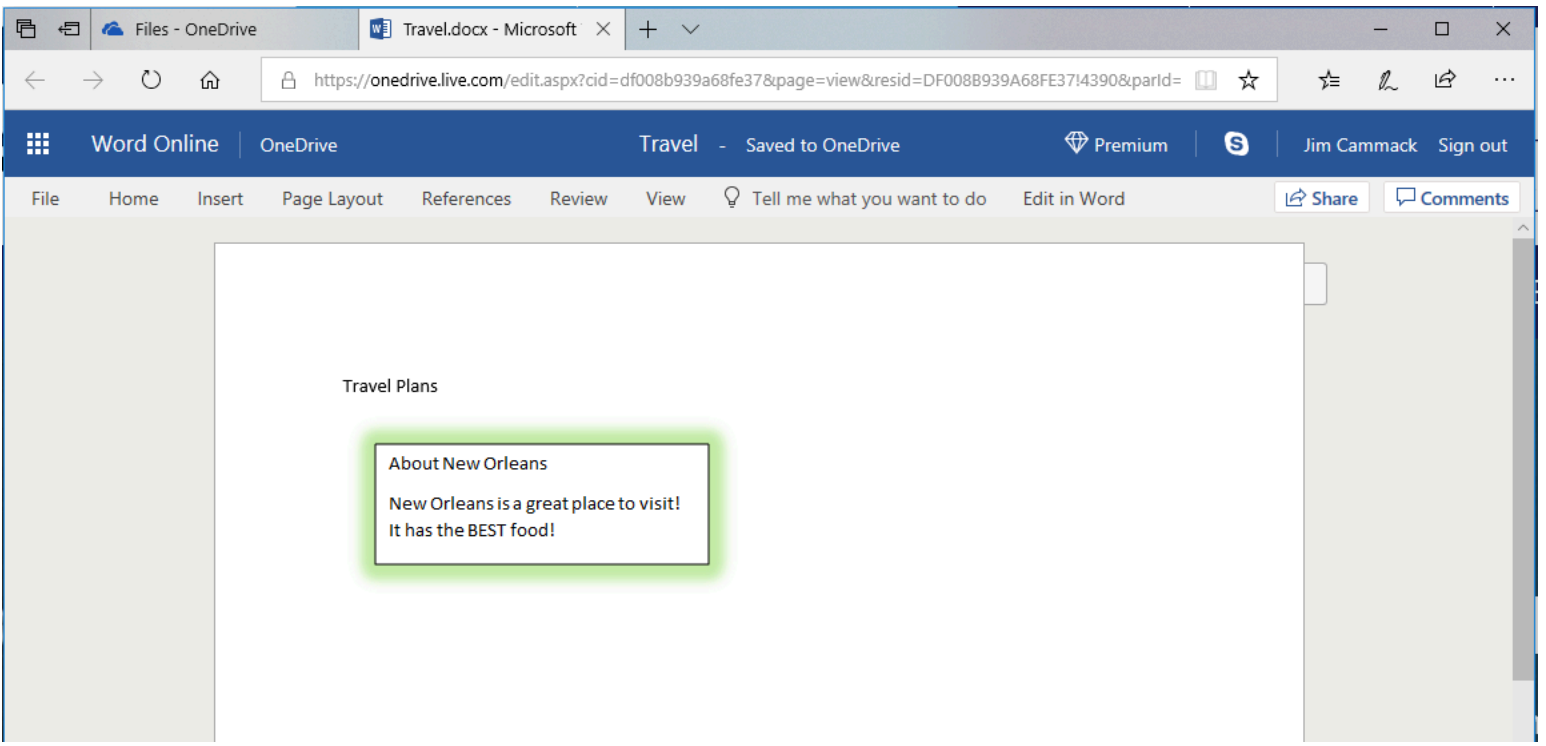 Files - OneDrive
Travel.docx - Microsoft
https://onedrive.live.com/edit.aspx?cid=df008b939a68fe37&page=view&resid=DF008B939A68FE37!4390&parId=
Word Online OneDrive Travel - Saved to OneDrive Premium Jim Cammack Sign out
File Home Insert Page Layout References Review View Tell me what you want to do Edit in Word Share Comments
Travel Plans
About New Orleans
New Orleans is a great place to visit!
It has the BEST food!